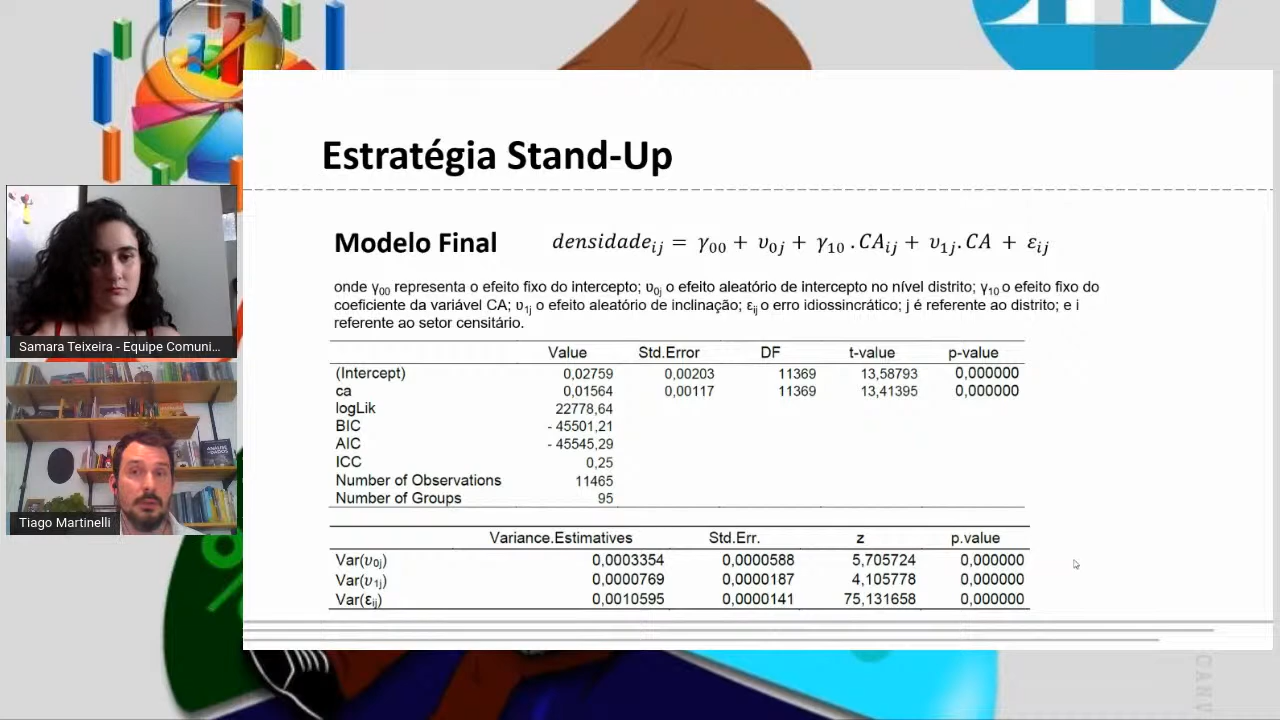 Estratégia Stand-Up
Modelo Final densidade_ij = γ_00 + υ_0j + γ_10 . CA_ij + υ_1j. CA + ε_ij
onde γ00 representa o efeito fixo do intercepto; υ0j o efeito aleatório de intercepto no nível distrito; γ10 o efeito fixo do
coeficiente da variável CA; υ1j o efeito aleatório de inclinação; εij o erro idiossincrático; j é referente ao distrito; e i
referente ao setor censitário.
Value Std.Error DF t-value p-value
(Intercept) 0,02759 0,00203 11369 13,58793 0,000000
ca 0,01564 0,00117 11369 13,41395 0,000000
logLik 22778,64
BIC - 45501,21
AIC - 45545,29
ICC 0,25
Number of Observations 11465
Number of Groups 95
Variance.Estimatives Std.Err. z p.value
Var(υ0j) 0,0003354 0,0000588 5,705724 0,000000
Var(υ1j) 0,0000769 0,0000187 4,105778 0,000000
Var(εij) 0,0010595 0,0000141 75,131658 0,000000
Samara Teixeira - Equipe Comuni...
ANÁLISE
DADOS
Tiago Martinelli
CANV